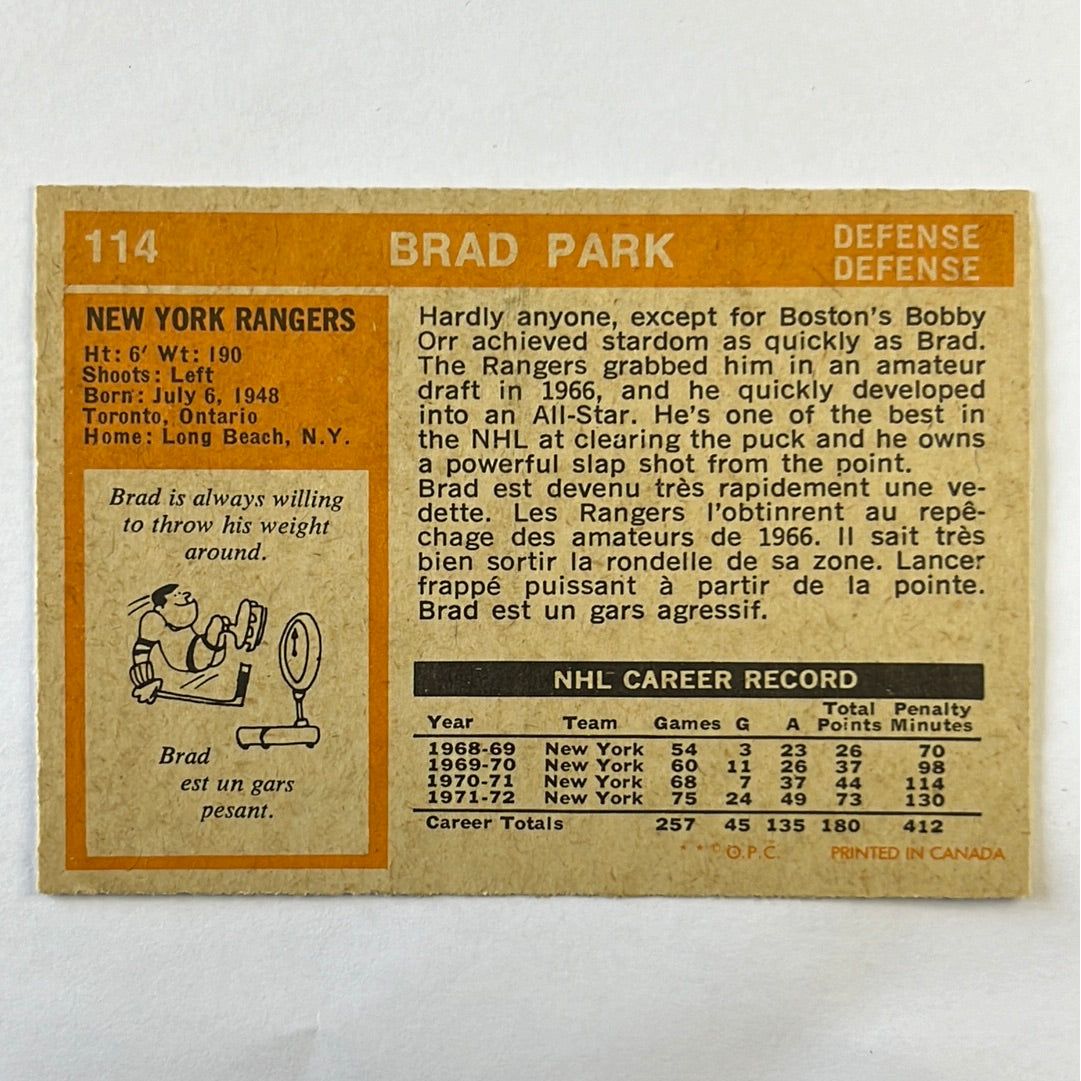 114
BRAD PARK
DEFENSE
DEFENSE
NEW YORK RANGERS
Ht: 6' Wt: 190
Shoots: Left
Born: July 6, 1948
Toronto, Ontario
Home: Long Beach, N.Y.
Brad is always willing
to throw his weight
around.
Brad
est un gars
pesant.
Hardly anyone, except for Boston's Bobby
Orr achieved stardom as quickly as Brad.
The Rangers grabbed him in an amateur
draft in 1966, and he quickly developed
into an All-Star. He's one of the best in
the NHL at clearing the puck and he owns
a powerful slap shot from the point.
Brad est devenu très rapidement une ve-
dette. Les Rangers l'obtinrent au repê-
chage des amateurs de 1966. Il sait très
bien sortir la rondelle de sa zone. Lancer
frappé puissant à partir de la pointe.
Brad est un gars agressif.
NHL CAREER RECORD
Year Team Games G A Total Points Penalty Minutes
1968-69 New York 54 3 23 26 70
1969-70 New York 60 11 26 37 98
1970-71 New York 68 7 37 44 114
1971-72 New York 75 24 49 73 130
Career Totals 257 45 135 180 412
* * © O.P.C. PRINTED IN CANADA